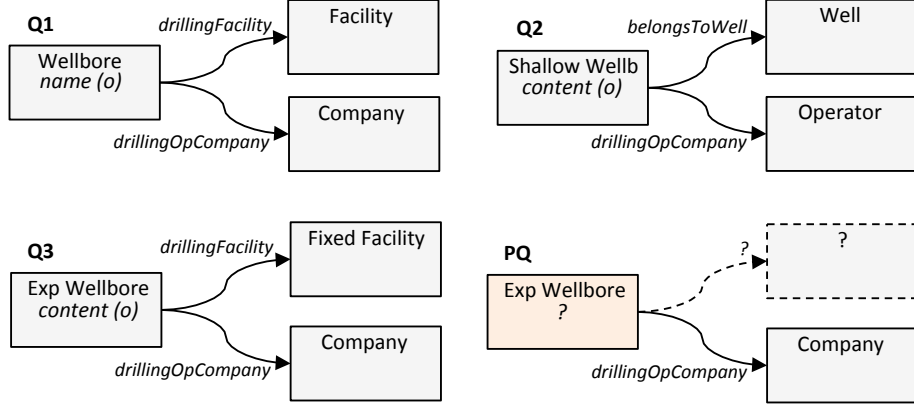 Q1
drillingFacility
Facility
Wellbore
name (o)
Company
drillingOpCompany
Q2
belongsToWell
Well
Shallow Wellb
content (o)
Operator
drillingOpCompany
Q3
drillingFacility
Fixed Facility
Exp Wellbore
content (o)
Company
drillingOpCompany
PQ
?
?
Exp Wellbore
?
Company
drillingOpCompany